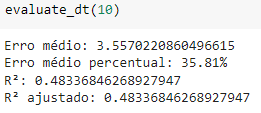 evaluate_dt(10)
Erro médio: 3.5570220860496615
Erro médio percentual: 35.81%
R²: 0.48336846268927947
R² ajustado: 0.48336846268927947